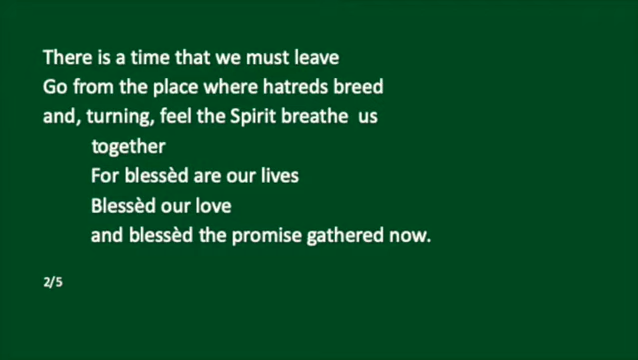 There is a time that we must leave
Go from the place where hatreds breed
and, turning, feel the Spirit breathe  us
together
For blessèd are our lives
Blessèd our love
and blessèd the promise gathered now.
2/5